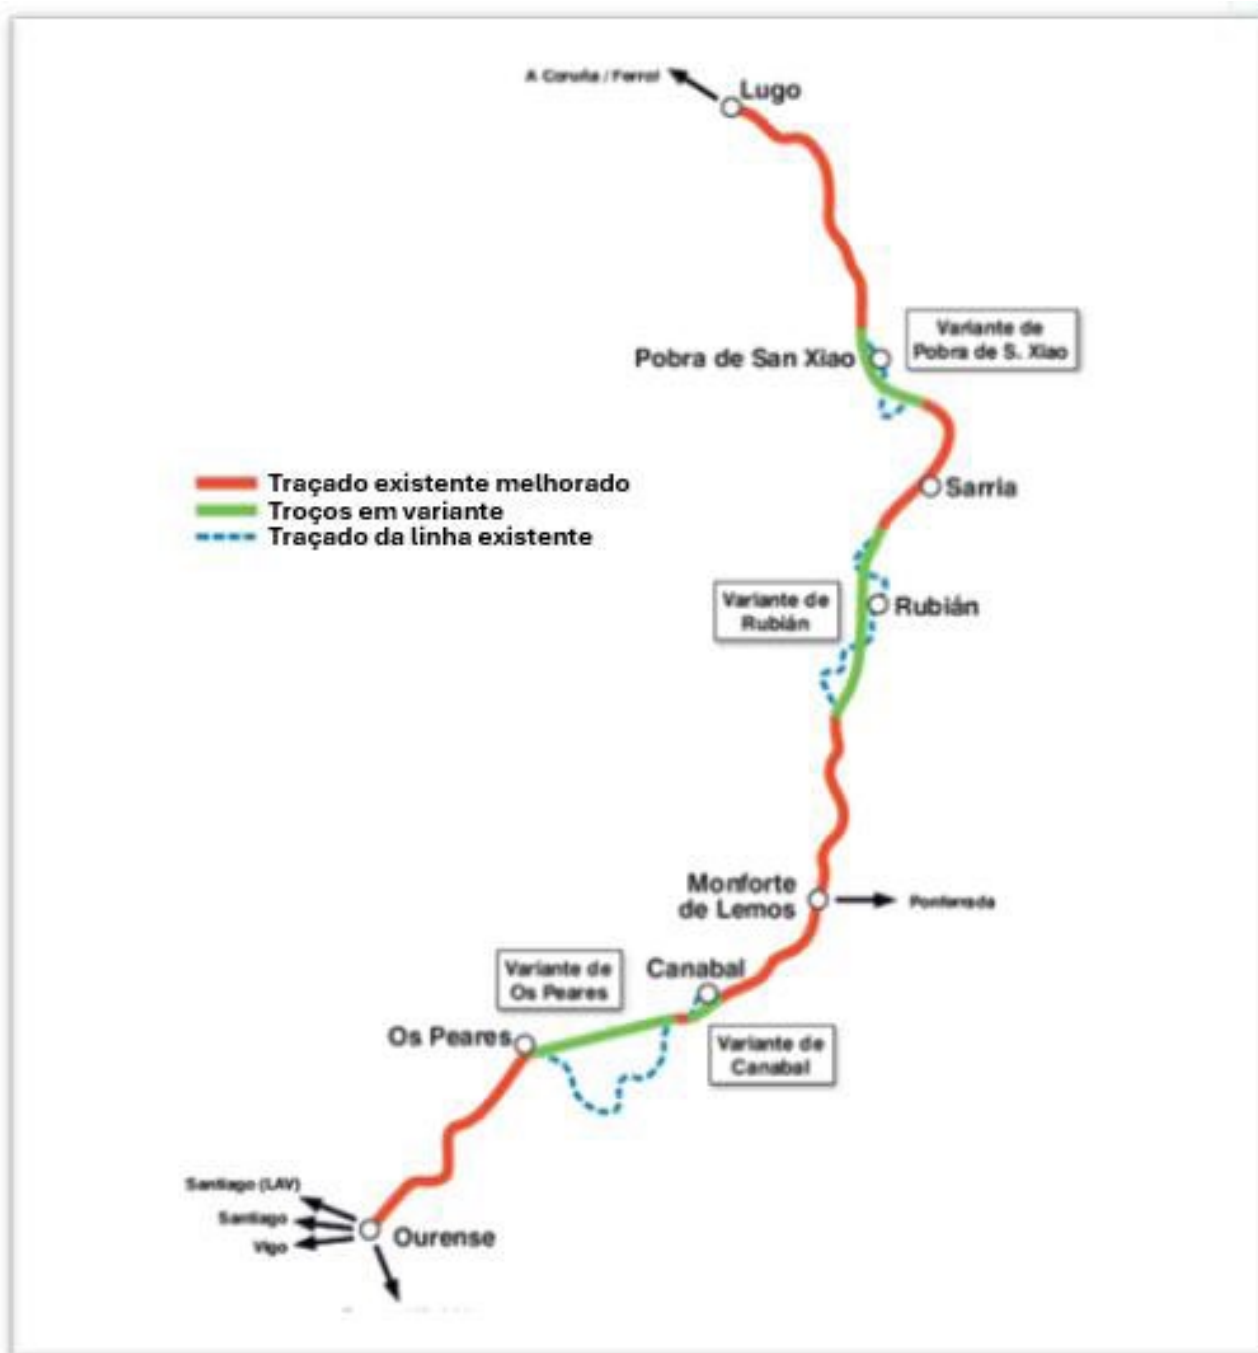 A Coruña / Ferrol
Lugo
Variante de
Pobra de S. Xiao
Pobra de San Xiao
Traçado existente melhorado
Troços em variante
Traçado da linha existente
Sarria
Variante de
Rubián
Rubián
Monforte
de Lemos
Ponferrada
Variante de
Os Peares
Canabal
Os Peares
Variante de
Canabal
Santiago (LAV)
Santiago
Vigo
Ourense